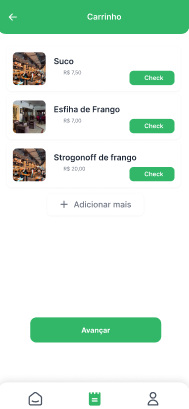 Carrinho
Suco
R$ 7,50
Check
Esfiha de Frango
R$ 7,00
Check
Strogonoff de frango
R$ 20,00
Check
+ Adicionar mais
Avançar